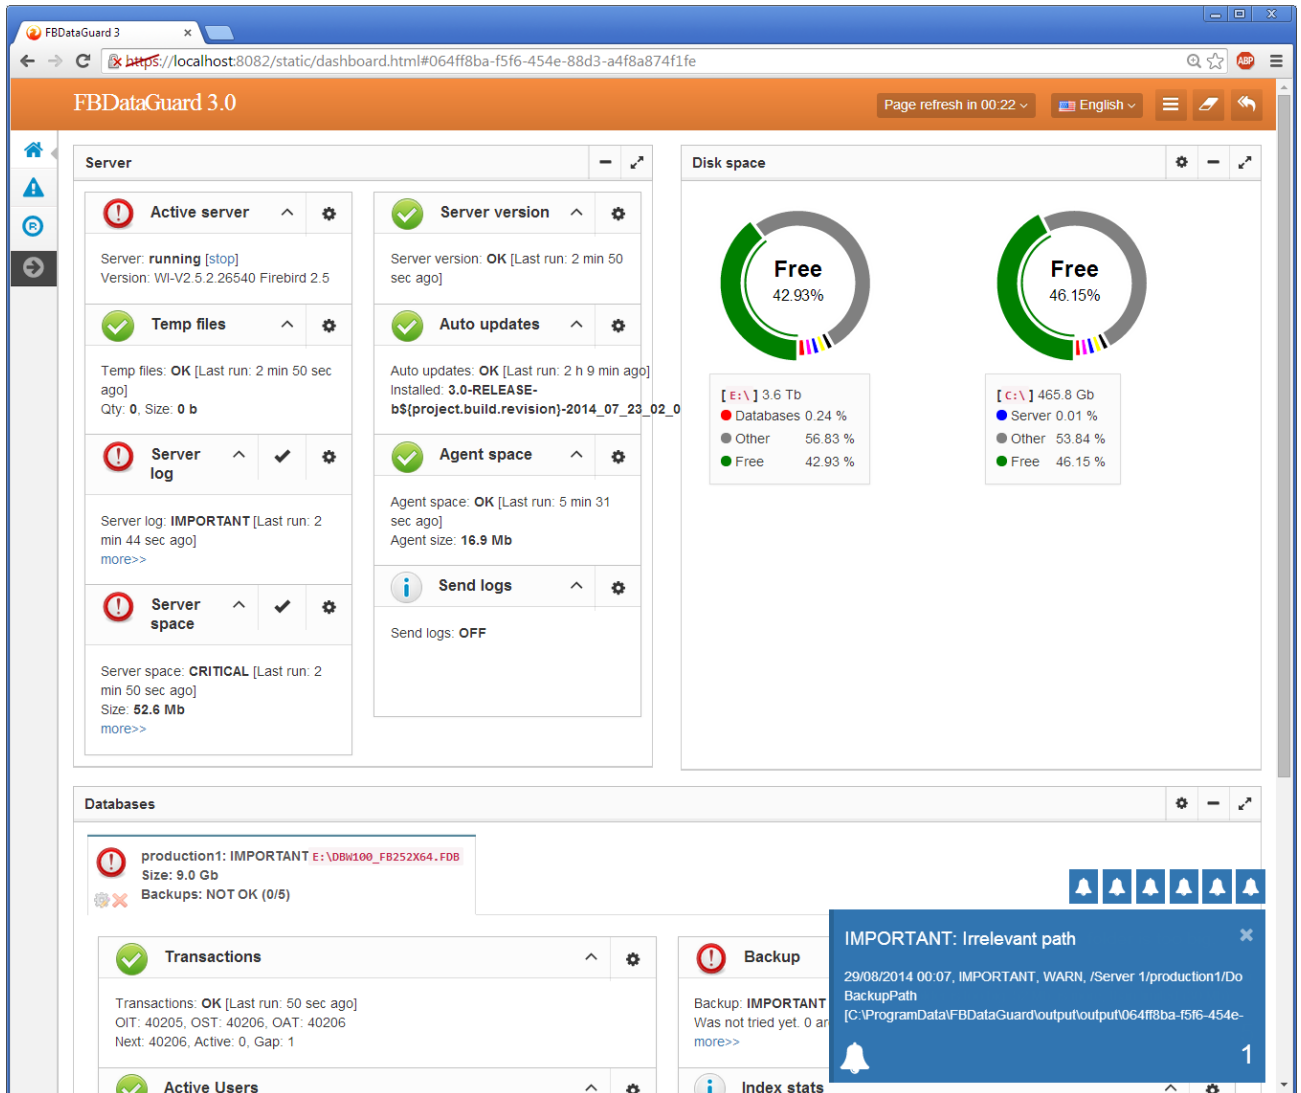 FBDataGuard 3
https://localhost:8082/static/dashboard.html#064ff8ba-f5f6-454e-88d3-a4f8a874f1fe
ABP
FBDataGuard 3.0
Page refresh in 00:22
English
Server
Active server
Server: running [stop]
Version: WI-V2.5.2.26540 Firebird 2.5
Temp files
Temp files: OK [Last run: 2 min 50 sec
ago]
Qty: 0, Size: 0 b
Server
log
Server log: IMPORTANT [Last run: 2
min 44 sec ago]
more>>
Server
space
Server space: CRITICAL [Last run: 2
min 50 sec ago]
Size: 52.6 Mb
more>>
Server version
Server version: OK [Last run: 2 min 50
sec ago]
Auto updates
Auto updates: OK [Last run: 2 h 9 min ago]
Installed: 3.0-RELEASE-
b${project.build.revision}-2014_07_23_02_0
Agent space
Agent space: OK [Last run: 5 min 31
sec ago]
Agent size: 16.9 Mb
Send logs
Send logs: OFF
Disk space
Free
42.93%
[ E:\ ] 3.6 Tb
Databases 0.24 %
Other 56.83 %
Free 42.93 %
Free
46.15%
[ C:\ ] 465.8 Gb
Server 0.01 %
Other 53.84 %
Free 46.15 %
Databases
production1: IMPORTANT E:\DBW100_FB252X64.FDB
Size: 9.0 Gb
Backups: NOT OK (0/5)
Transactions
Transactions: OK [Last run: 50 sec ago]
OIT: 40205, OST: 40206, OAT: 40206
Next: 40206, Active: 0, Gap: 1
Active Users
Backup
Backup: IMPORTANT
Was not tried yet. 0 ar
more>>
Index stats
IMPORTANT: Irrelevant path
29/08/2014 00:07, IMPORTANT, WARN, /Server 1/production1/Do
BackupPath
[C:\ProgramData\FBDataGuard\output\output\064ff8ba-f5f6-454e-
1